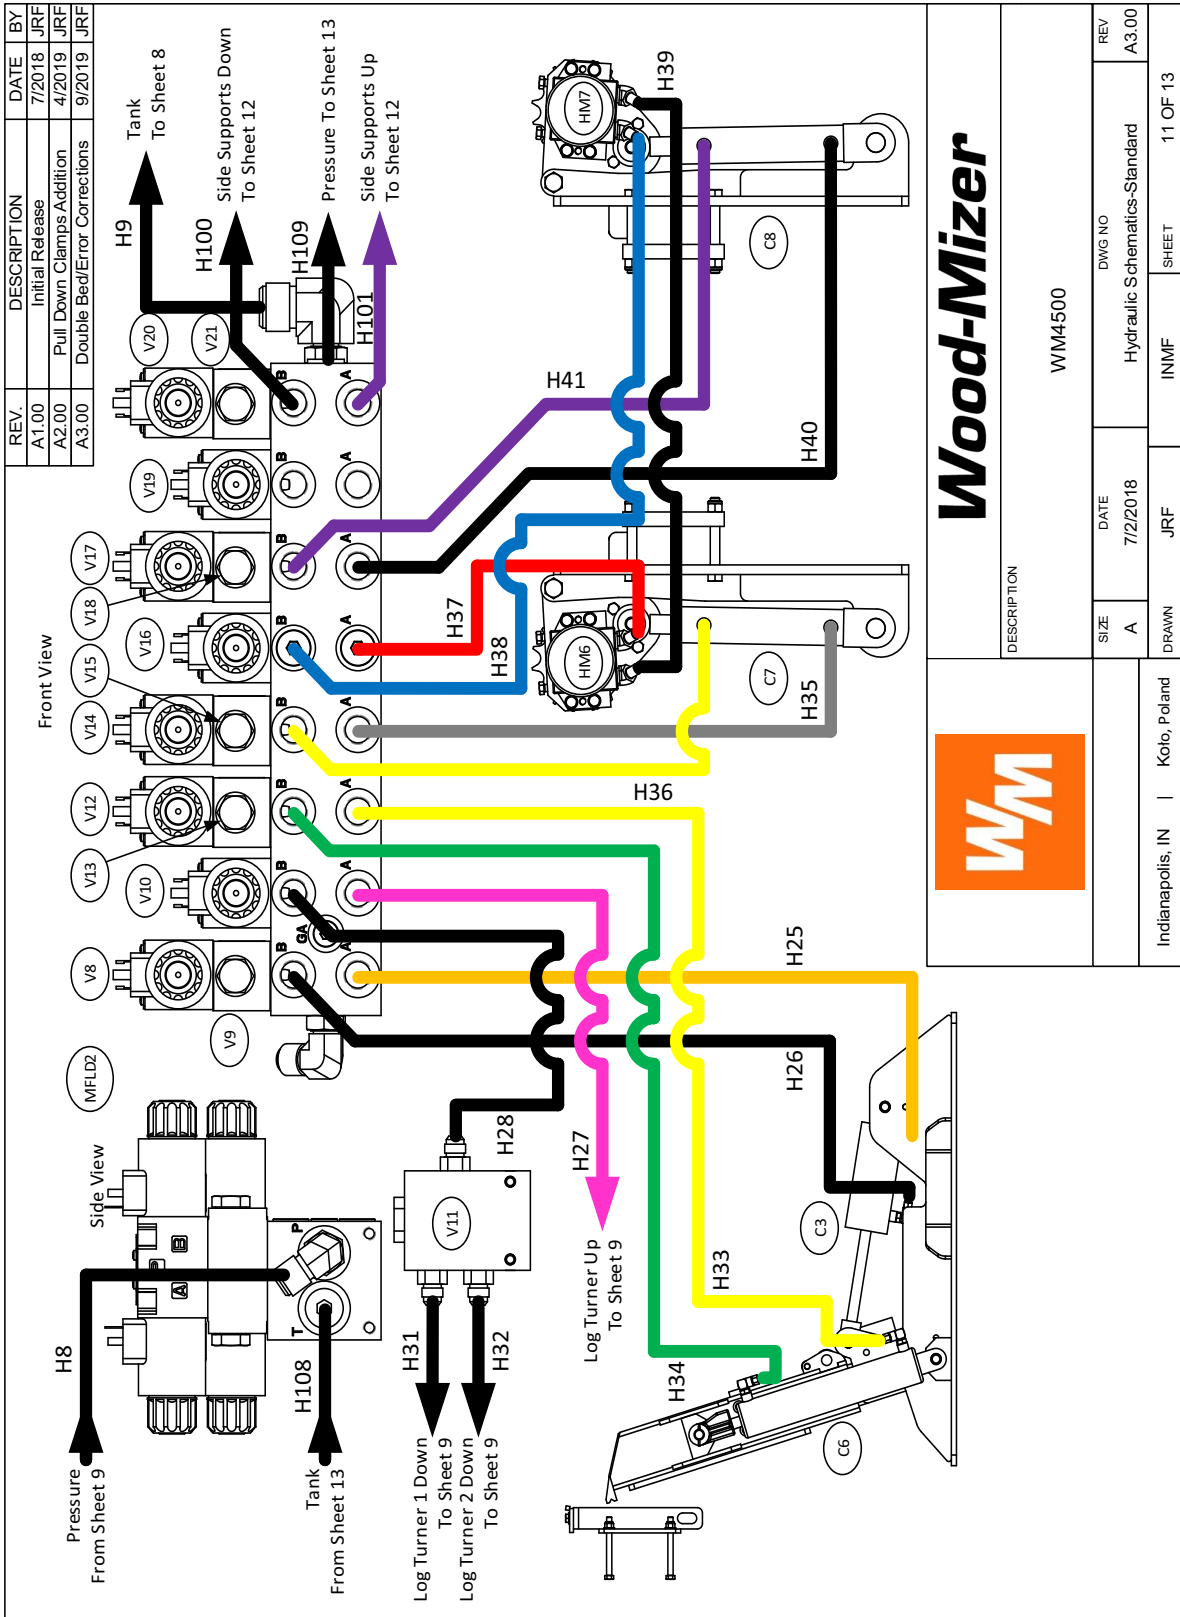 REV. DESCRIPTION DATE BY
A1.00 Initial Release 7/2018 JRF
A2.00 Pull Down Clamps Addition 4/2019 JRF
A3.00 Double Bed/Error Corrections 9/2019 JRF
Front View
Side View
MFLD2
V8
V9
V10
V12
V13
V14
V15
V16
V17
V18
V19
V20
V21
B
B
B
B
B
B
B
B
A
A
A
A
A
A
A
A
GA
Pressure
From Sheet 9
H8
Tank
From Sheet 13
H108
T
P
A
B
P
Tank
To Sheet 8
H9
Side Supports Down
To Sheet 12
H100
Pressure To Sheet 13
H109
Side Supports Up
To Sheet 12
H101
V11
H28
H31
H32
Log Turner 1 Down
To Sheet 9
Log Turner 2 Down
To Sheet 9
H27
Log Turner Up
To Sheet 9
H34
H33
H26
H25
H36
H35
H37
H38
H41
H40
H39
HM6
HM7
C3
C6
C7
C8
WM
Indianapolis, IN | Koło, Poland
Wood-Mizer
DESCRIPTION
WM4500
SIZE DATE DWG NO REV
A 7/2/2018 Hydraulic Schematics-Standard A3.00
DRAWN JRF INMF SHEET 11 OF 13